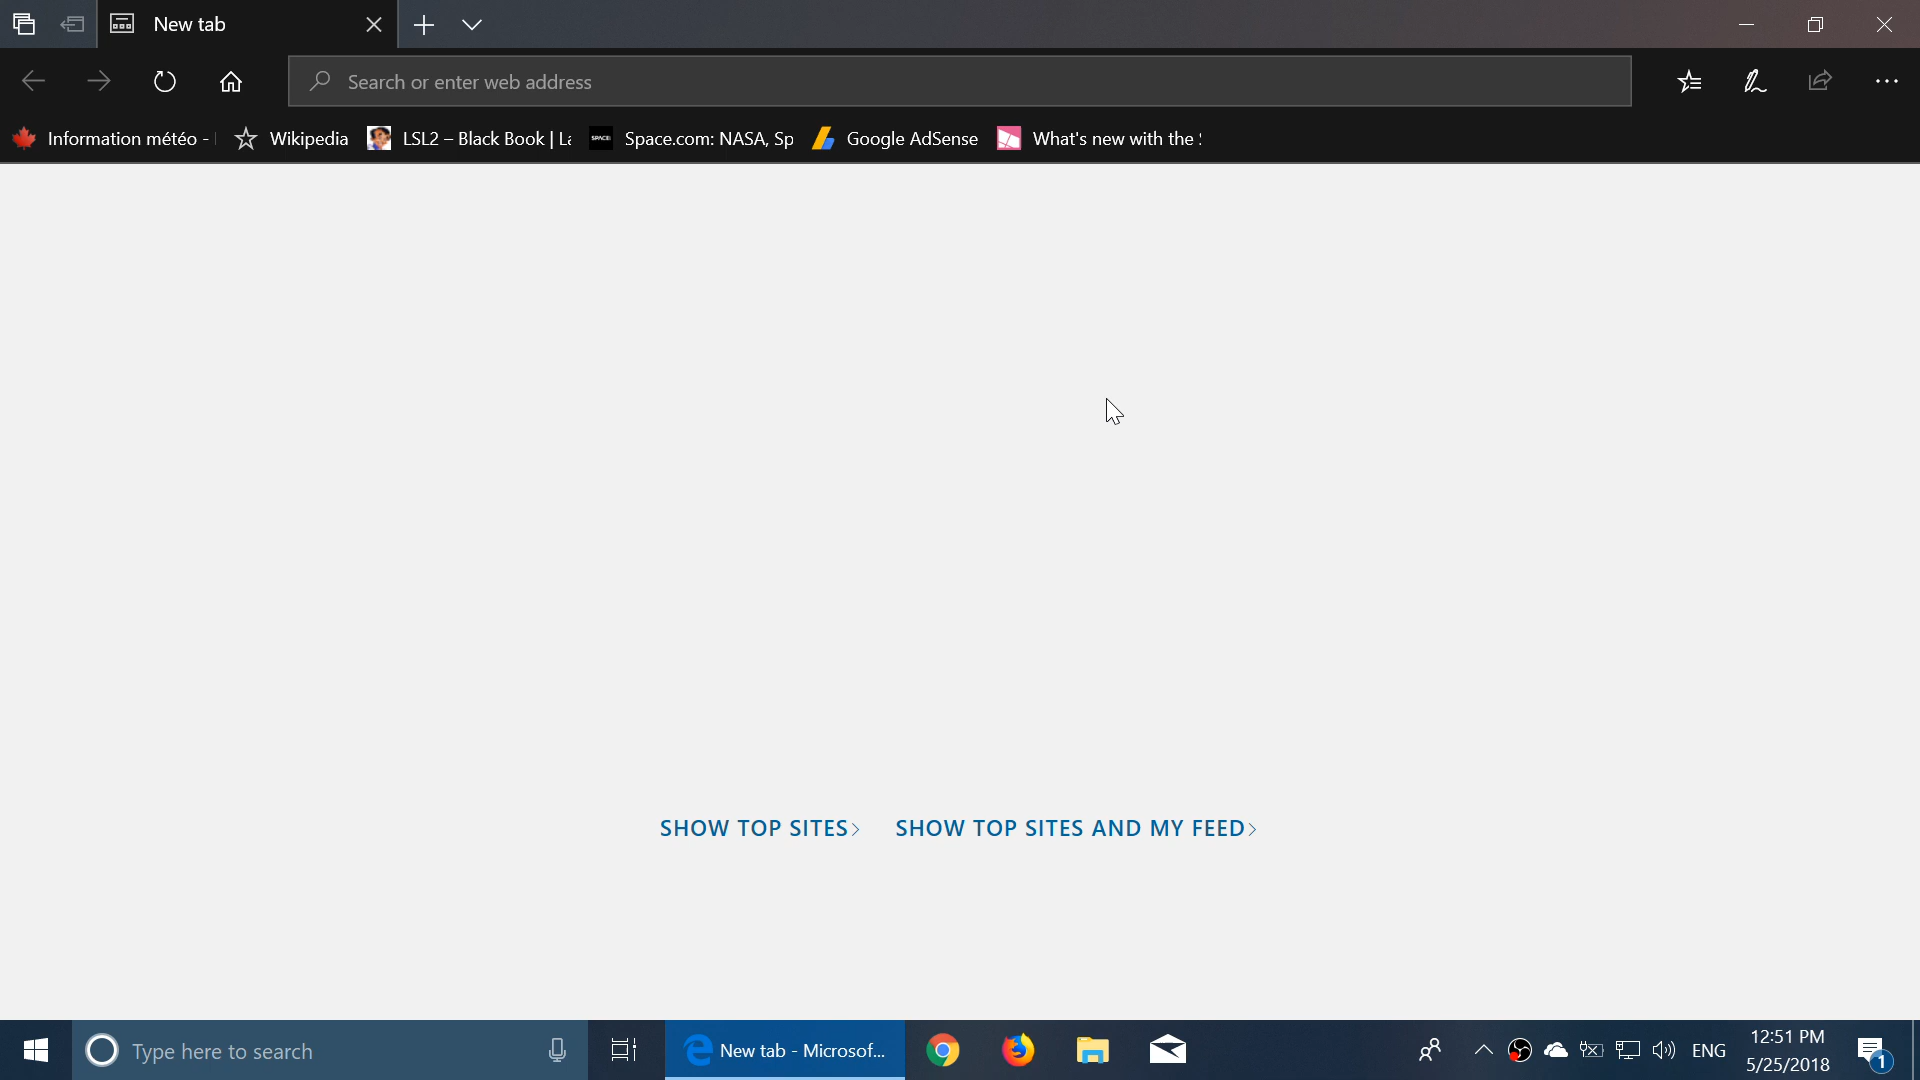 New tab
Search or enter web address
Information météo -
Wikipedia
LSL2 – Black Book | La
SPACE
Space.com: NASA, Sp
Google AdSense
What's new with the
SHOW TOP SITES
SHOW TOP SITES AND MY FEED
Type here to search
New tab - Microsof...
ENG
12:51 PM
5/25/2018
1